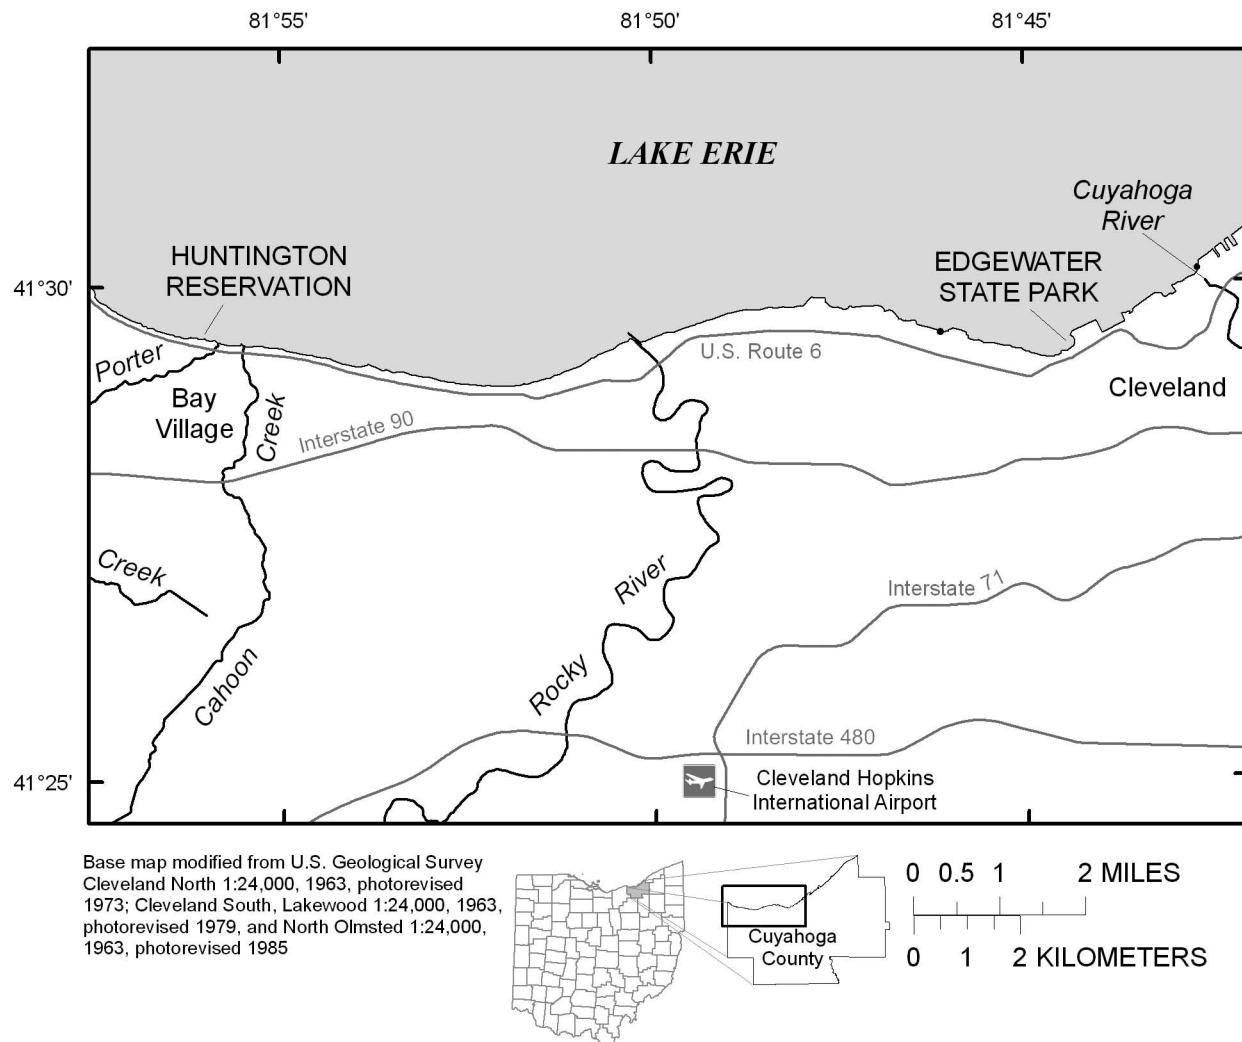 81°55'
81°50'
81°45'
LAKE ERIE
Cuyahoga
River
HUNTINGTON
RESERVATION
EDGEWATER
STATE PARK
41°30'
Porter
U.S. Route 6
Bay
Village
Creek
Cleveland
Interstate 90
Creek
River
Interstate 71
Cahoon
Rocky
Interstate 480
41°25'
Cleveland Hopkins
International Airport
Base map modified from U.S. Geological Survey
Cleveland North 1:24,000, 1963, photorevised
1973; Cleveland South, Lakewood 1:24,000, 1963,
photorevised 1979, and North Olmsted 1:24,000,
1963, photorevised 1985
Cuyahoga
County
0 0.5 1 2 MILES
0 1 2 KILOMETERS